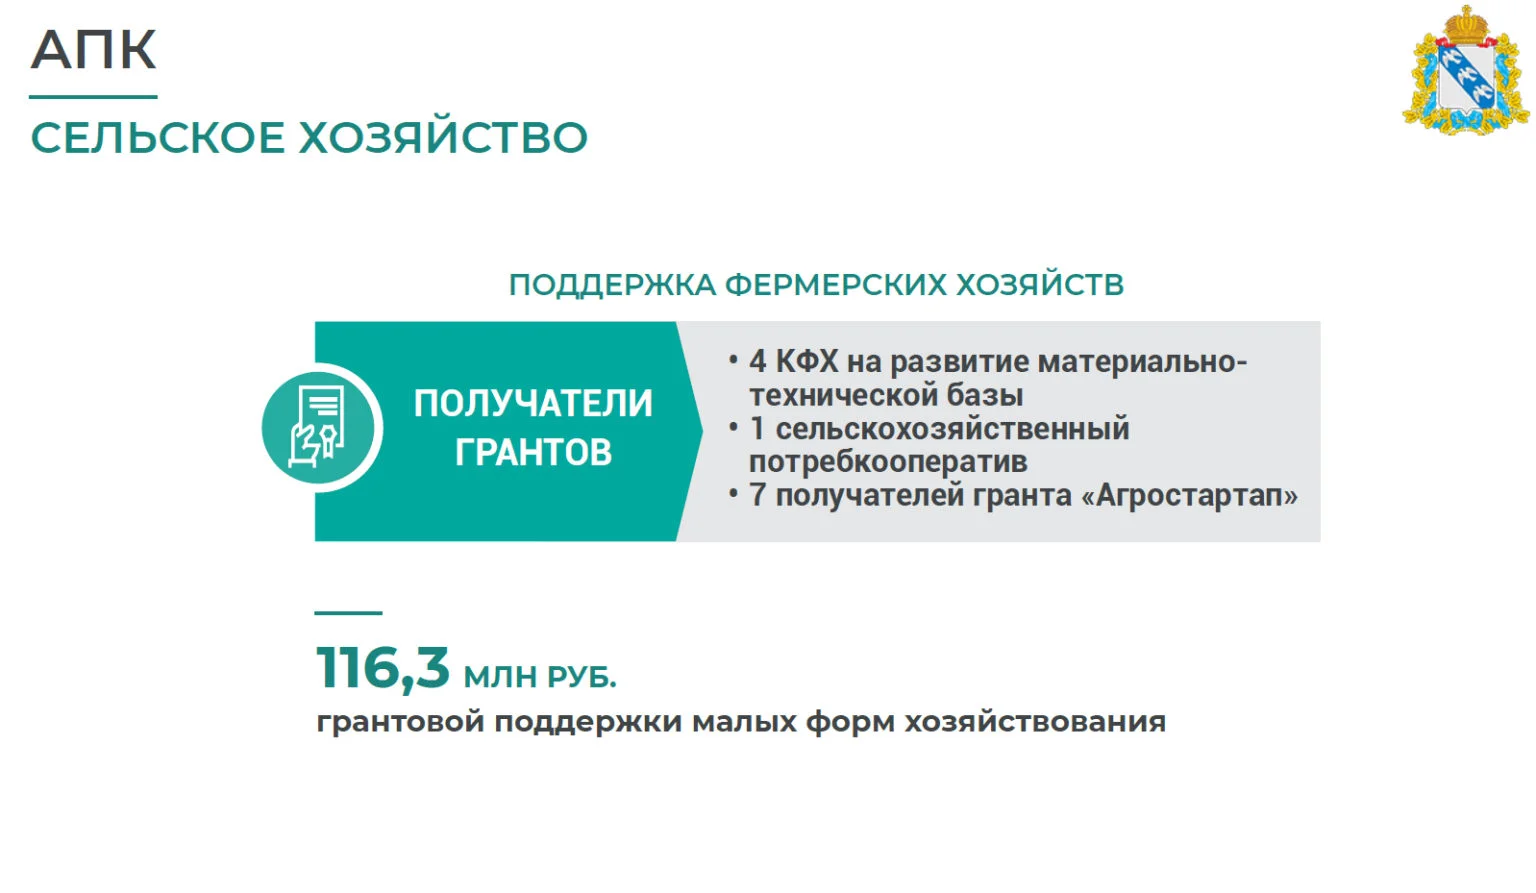 АПК
СЕЛЬСКОЕ ХОЗЯЙСТВО
ПОДДЕРЖКА ФЕРМЕРСКИХ ХОЗЯЙСТВ
ПОЛУЧАТЕЛИ
ГРАНТОВ
• 4 КФХ на развитие материально-
технической базы
• 1 сельскохозяйственный
потребкооператив
• 7 получателей гранта «Агростартап»
116,3 МЛН РУБ.
грантовой поддержки малых форм хозяйствования